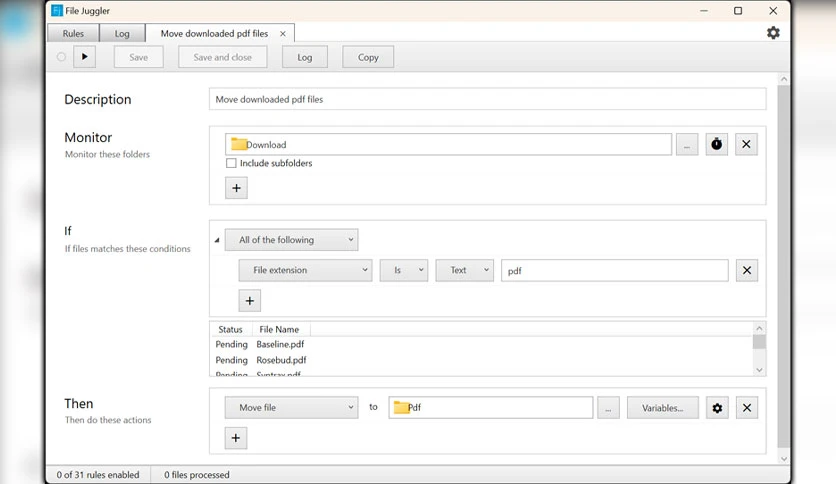 File Juggler
Rules Log Move downloaded pdf files
Save Save and close Log Copy
Description Move downloaded pdf files
Monitor
Monitor these folders
Download ...
Include subfolders
If
If files matches these conditions
All of the following
File extension Is Text pdf
Status File Name
Pending Baseline.pdf
Pending Rosebud.pdf
Pending Syntrax.pdf
Then
Then do these actions
Move file to Pdf ... Variables...
0 of 31 rules enabled 0 files processed